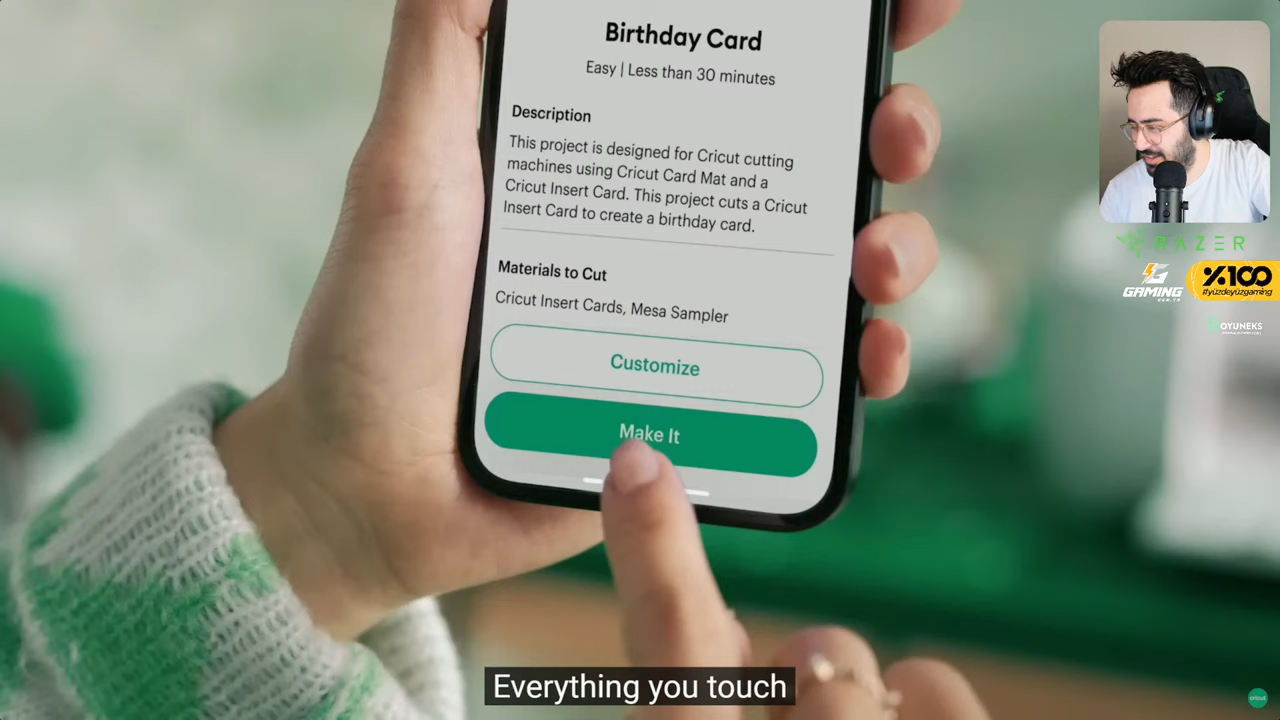 Birthday Card
Easy | Less than 30 minutes
Description
This project is designed for Cricut cutting
machines using Cricut Card Mat and a
Cricut Insert Card. This project cuts a Cricut
Insert Card to create a birthday card.
Materials to Cut
Cricut Insert Cards, Mesa Sampler
Customize
Make It
Everything you touch
RAZER
GAMING
%100
#yüzdeyüzgaming
OYUNEKS
cricut